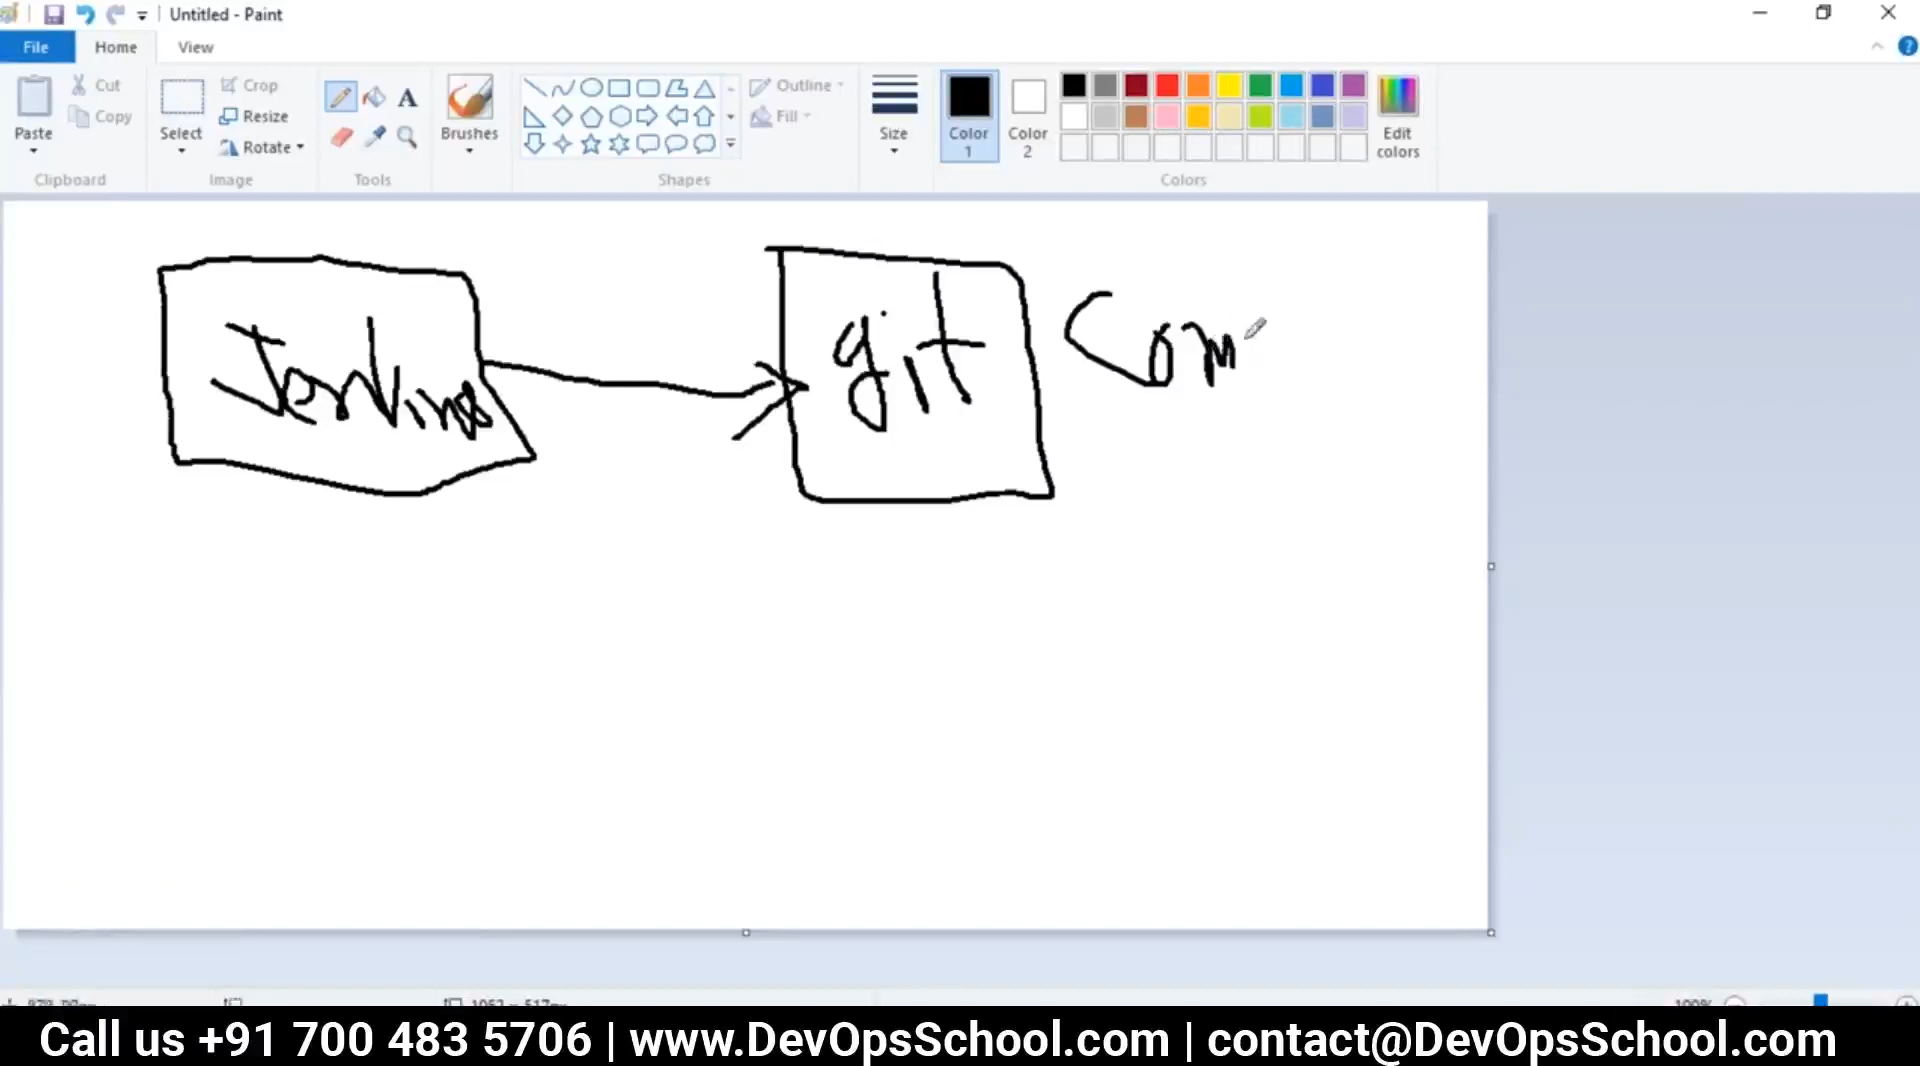 Untitled - Paint
File Home View
Paste Cut Copy Clipboard
Select Crop Resize Rotate Image
Tools
Brushes
Shapes
Outline Fill
Size
Color 1
Color 2
Edit colors
Colors
Jenkins git Com
100%
Call us +91 700 483 5706 | www.DevOpsSchool.com | contact@DevOpsSchool.com